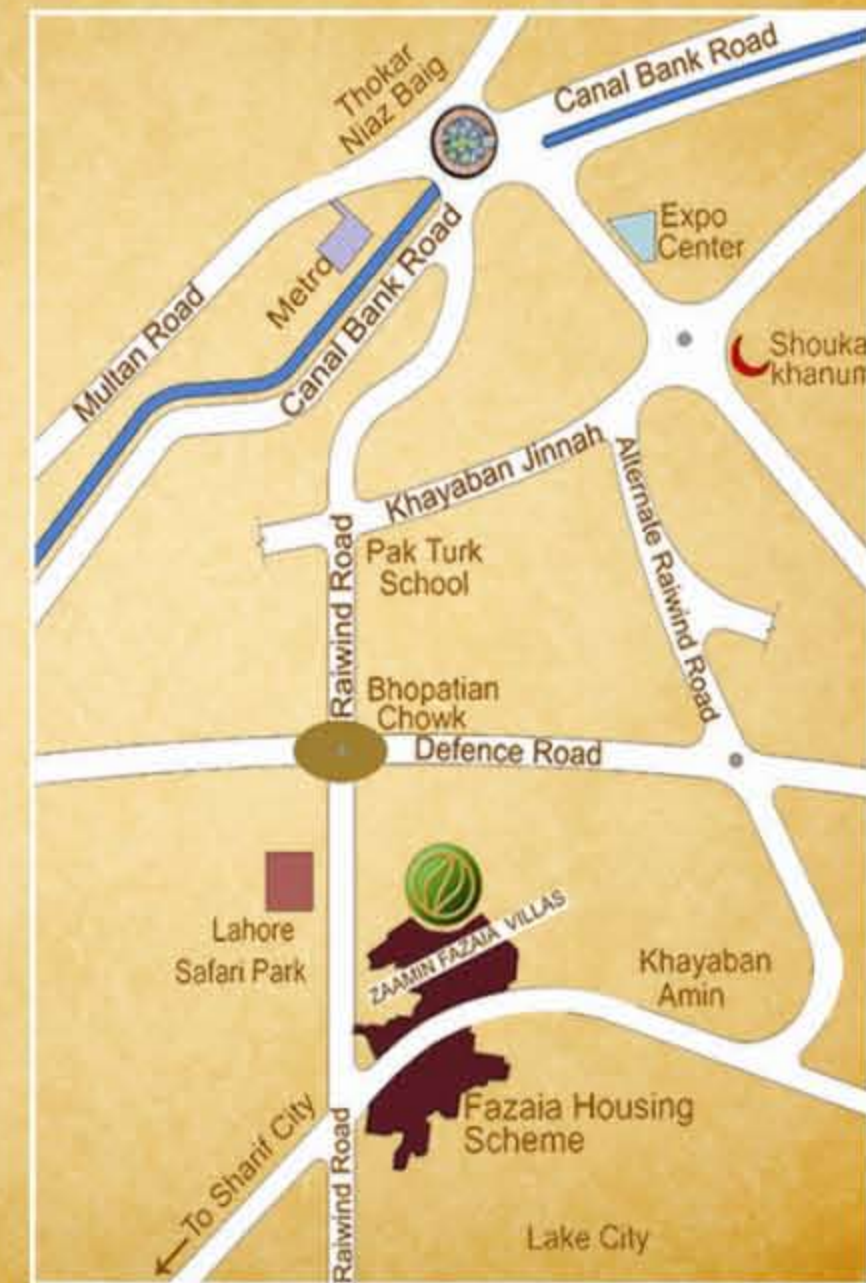 Thokar
Niaz Baig
Canal Bank Road
Expo
Center
Metro
Canal Bank Road
Multan Road
Shouka
khanum
Khayaban Jinnah
Alternate Raiwind Road
Pak Turk
School
Raiwind Road
Bhopatian
Chowk
Defence Road
Lahore
Safari Park
ZAAMIN FAZAIA VILLAS
Khayaban
Amin
Fazaia Housing
Scheme
To Sharif City
Raiwind Road
Lake City